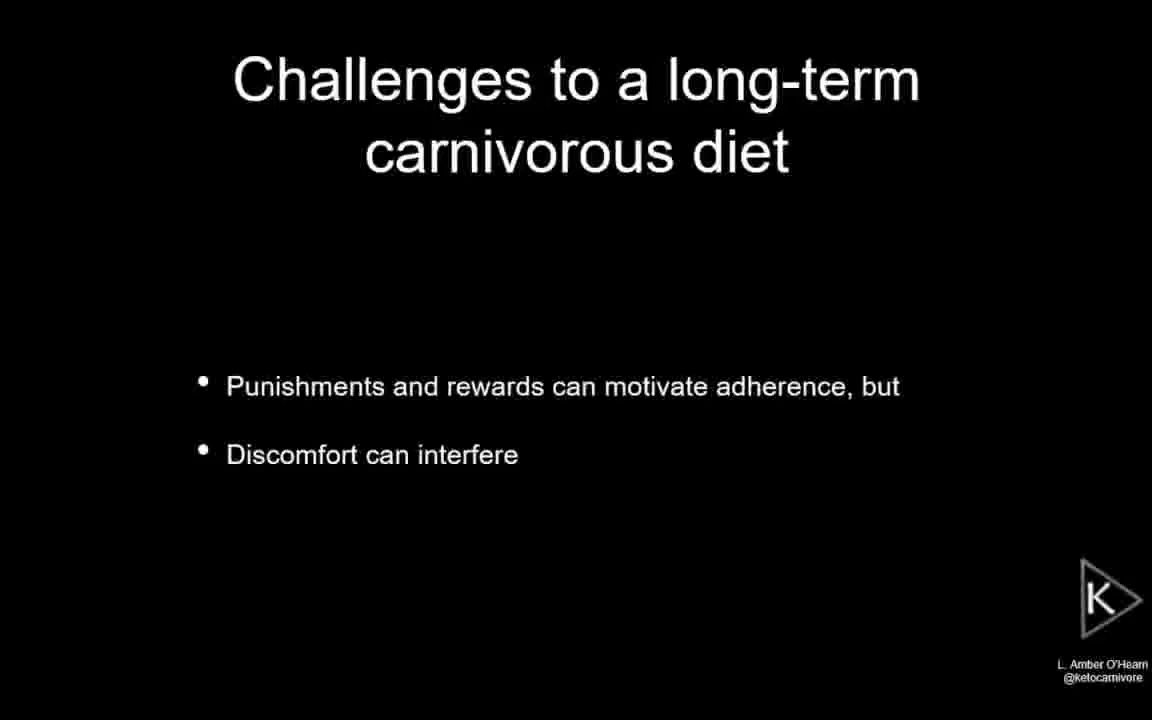 Challenges to a long-term
carnivorous diet
• Punishments and rewards can motivate adherence, but
• Discomfort can interfere
K
L. Amber O'Hearn
@ketocarnivore